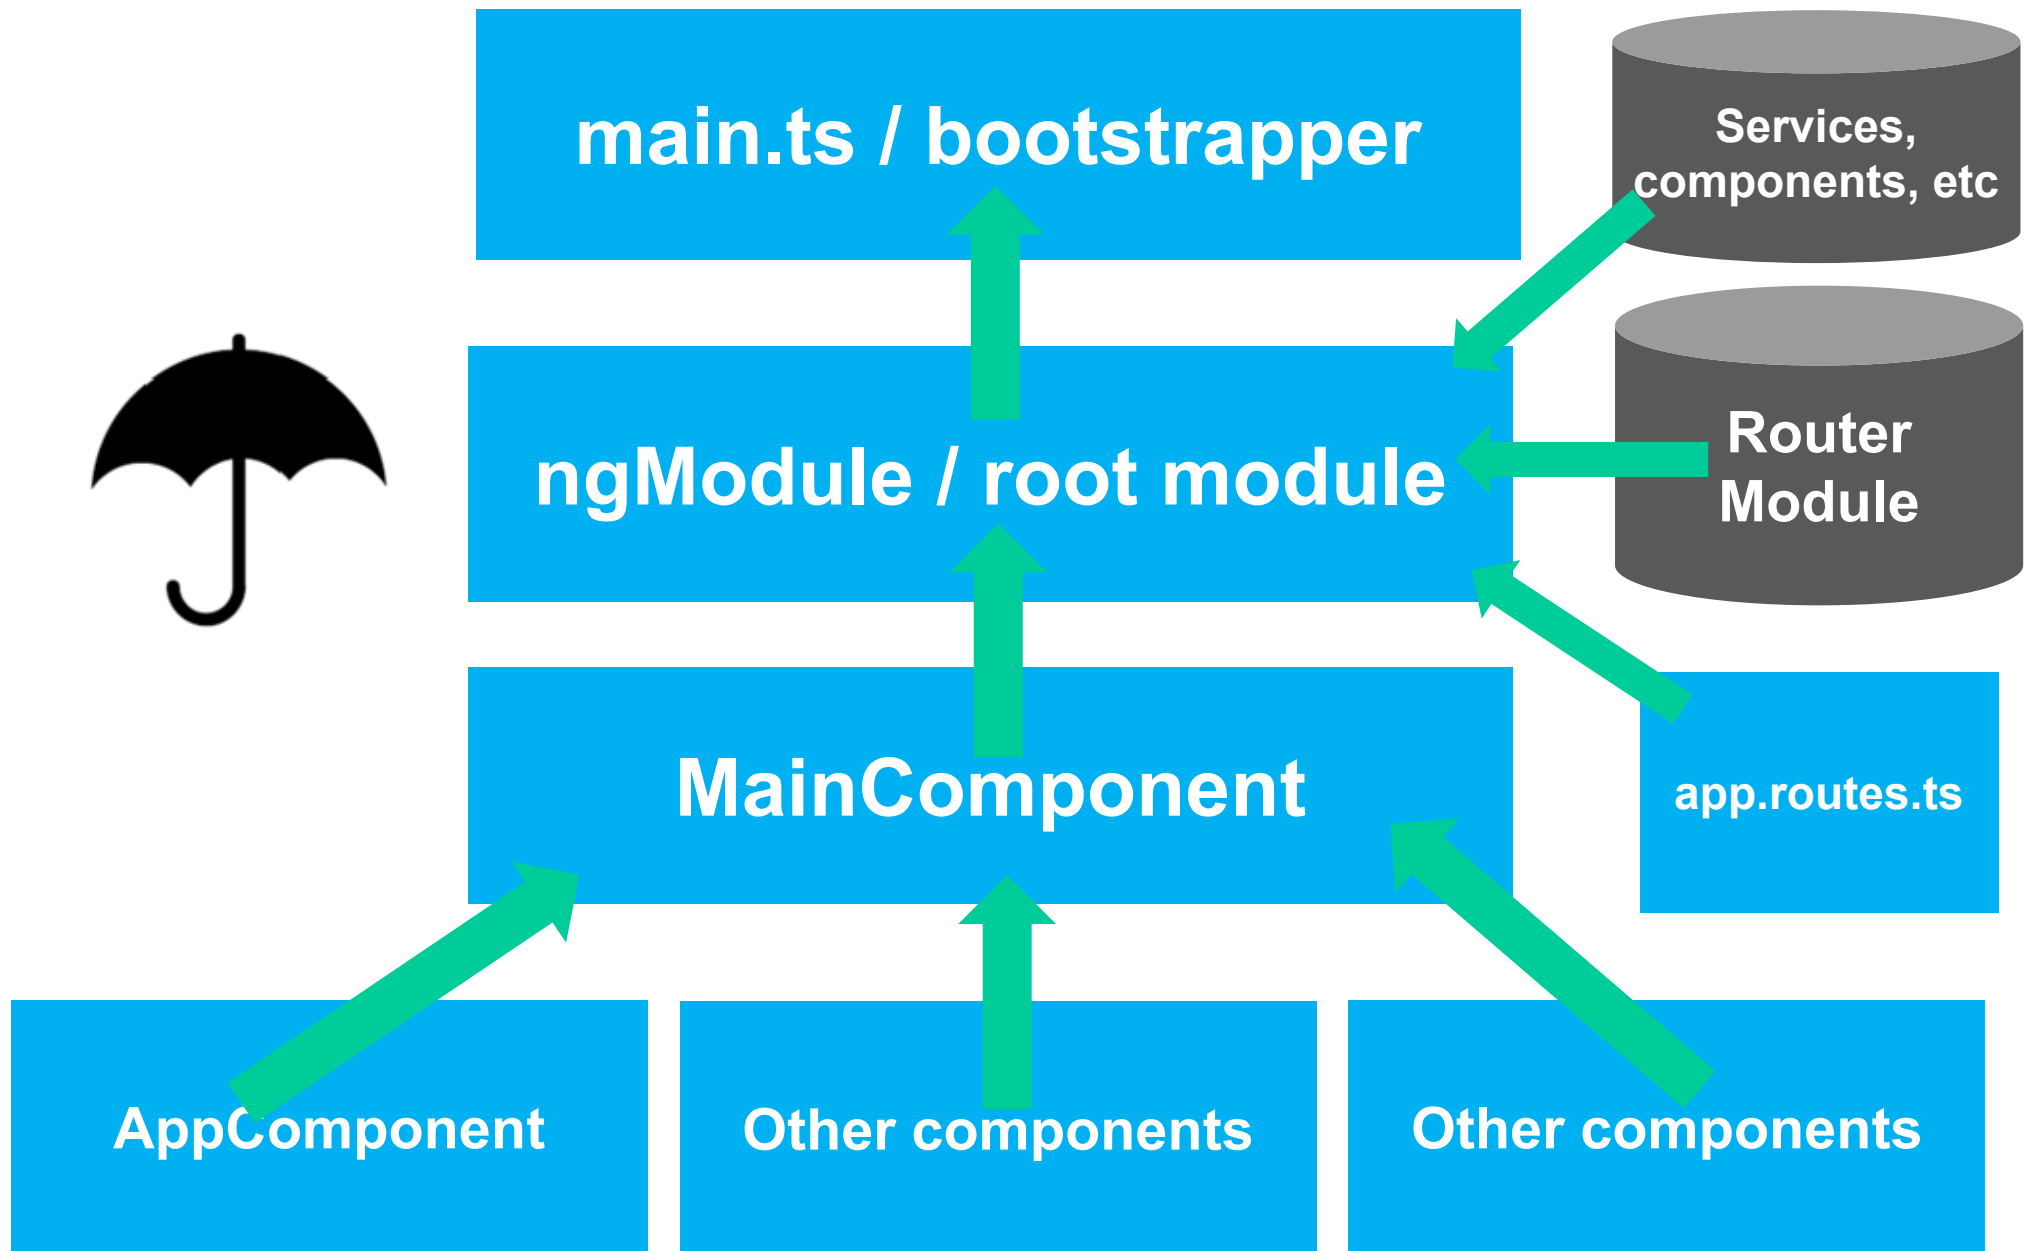 main.ts / bootstrapper
Services,
components, etc
ngModule / root module
Router
Module
MainComponent
app.routes.ts
AppComponent
Other components
Other components